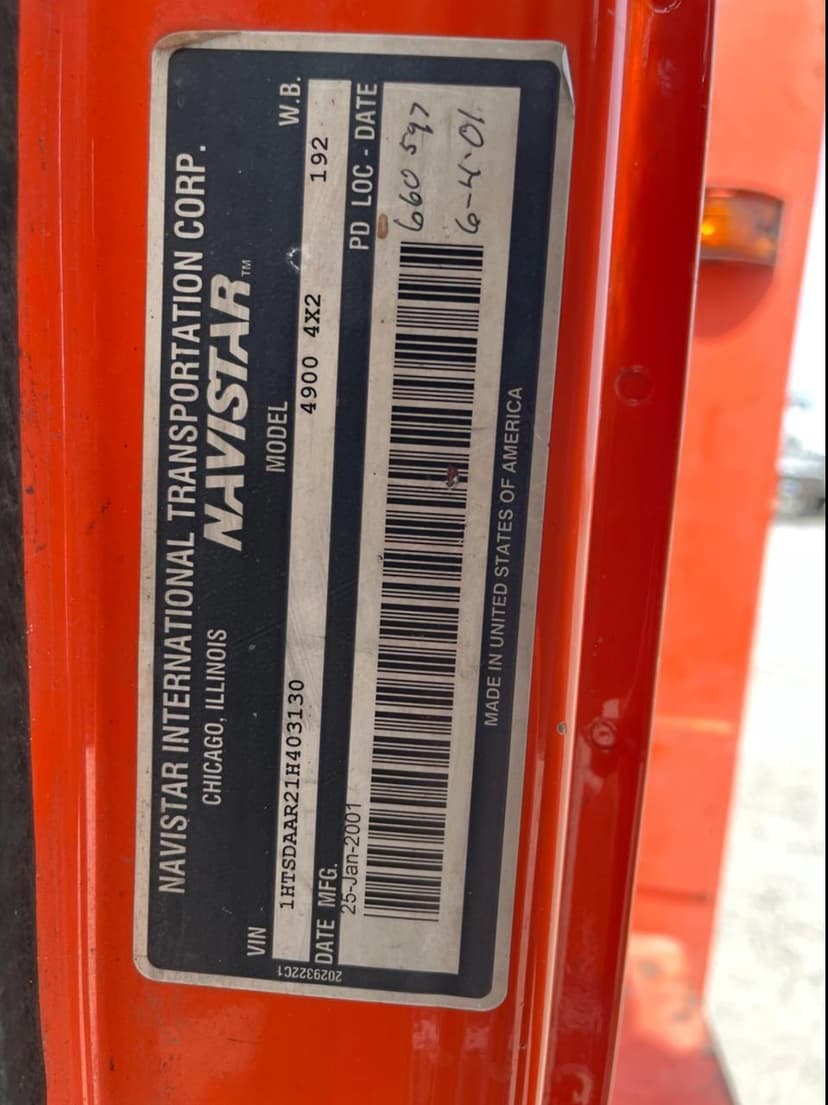 NAVISTAR INTERNATIONAL TRANSPORTATION CORP.
CHICAGO, ILLINOIS
NAVISTAR™
VIN MODEL W.B.
1HTSDAAR21H403130 4900 4X2 192
DATE MFG. PD LOC - DATE
25-Jan-2001
660 597
6-4-01
MADE IN UNITED STATES OF AMERICA
2029322C1